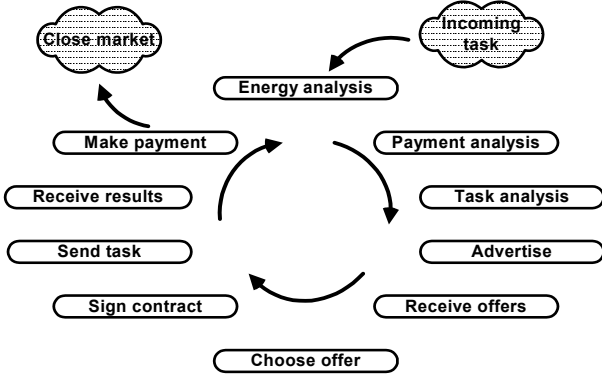 Close market
Incoming
task
Energy analysis
Make payment
Payment analysis
Receive results
Task analysis
Send task
Advertise
Sign contract
Receive offers
Choose offer